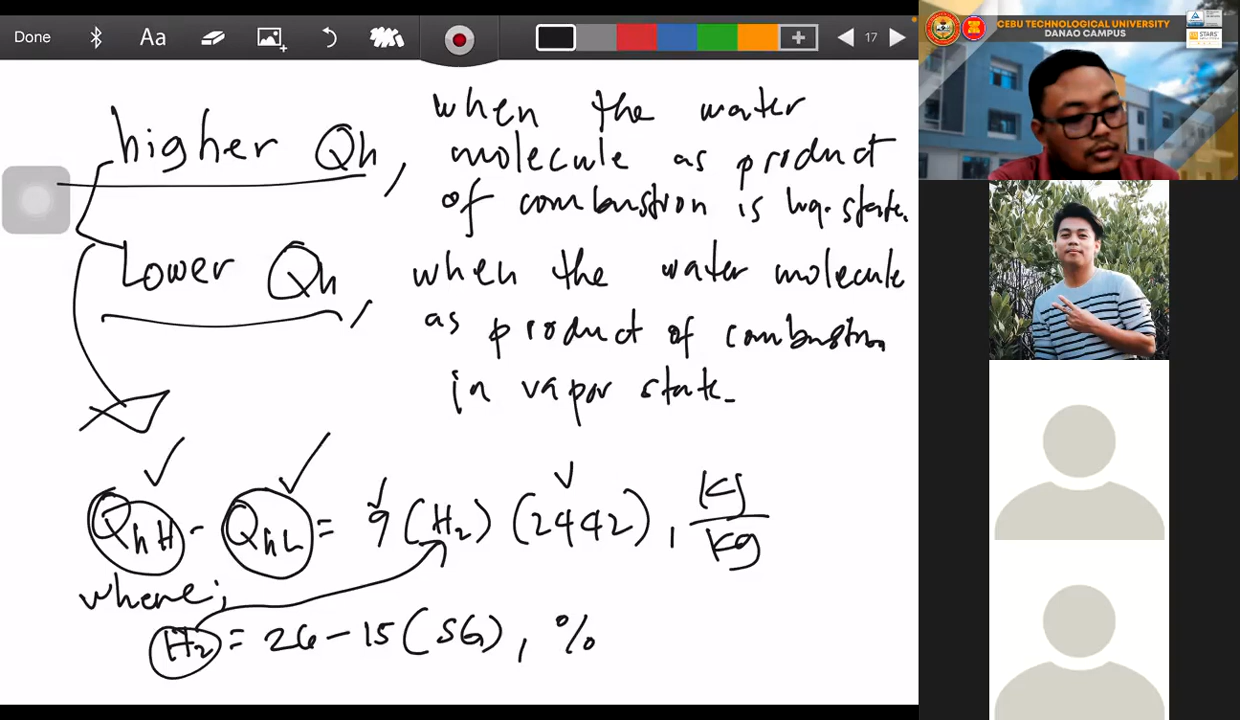 Done
Aa
17
CEBU TECHNOLOGICAL UNIVERSITY
DANAO CAMPUS
STARS
higher Qh, when the water
molecule as product
of combustion is liq. state.
Lower Qh, when the water molecule
as product of combustion
in vapor state.
QhH - QhL = 9 (H2) (2442), KJ/kg
where;
H2 = 26 - 15 (SG), %